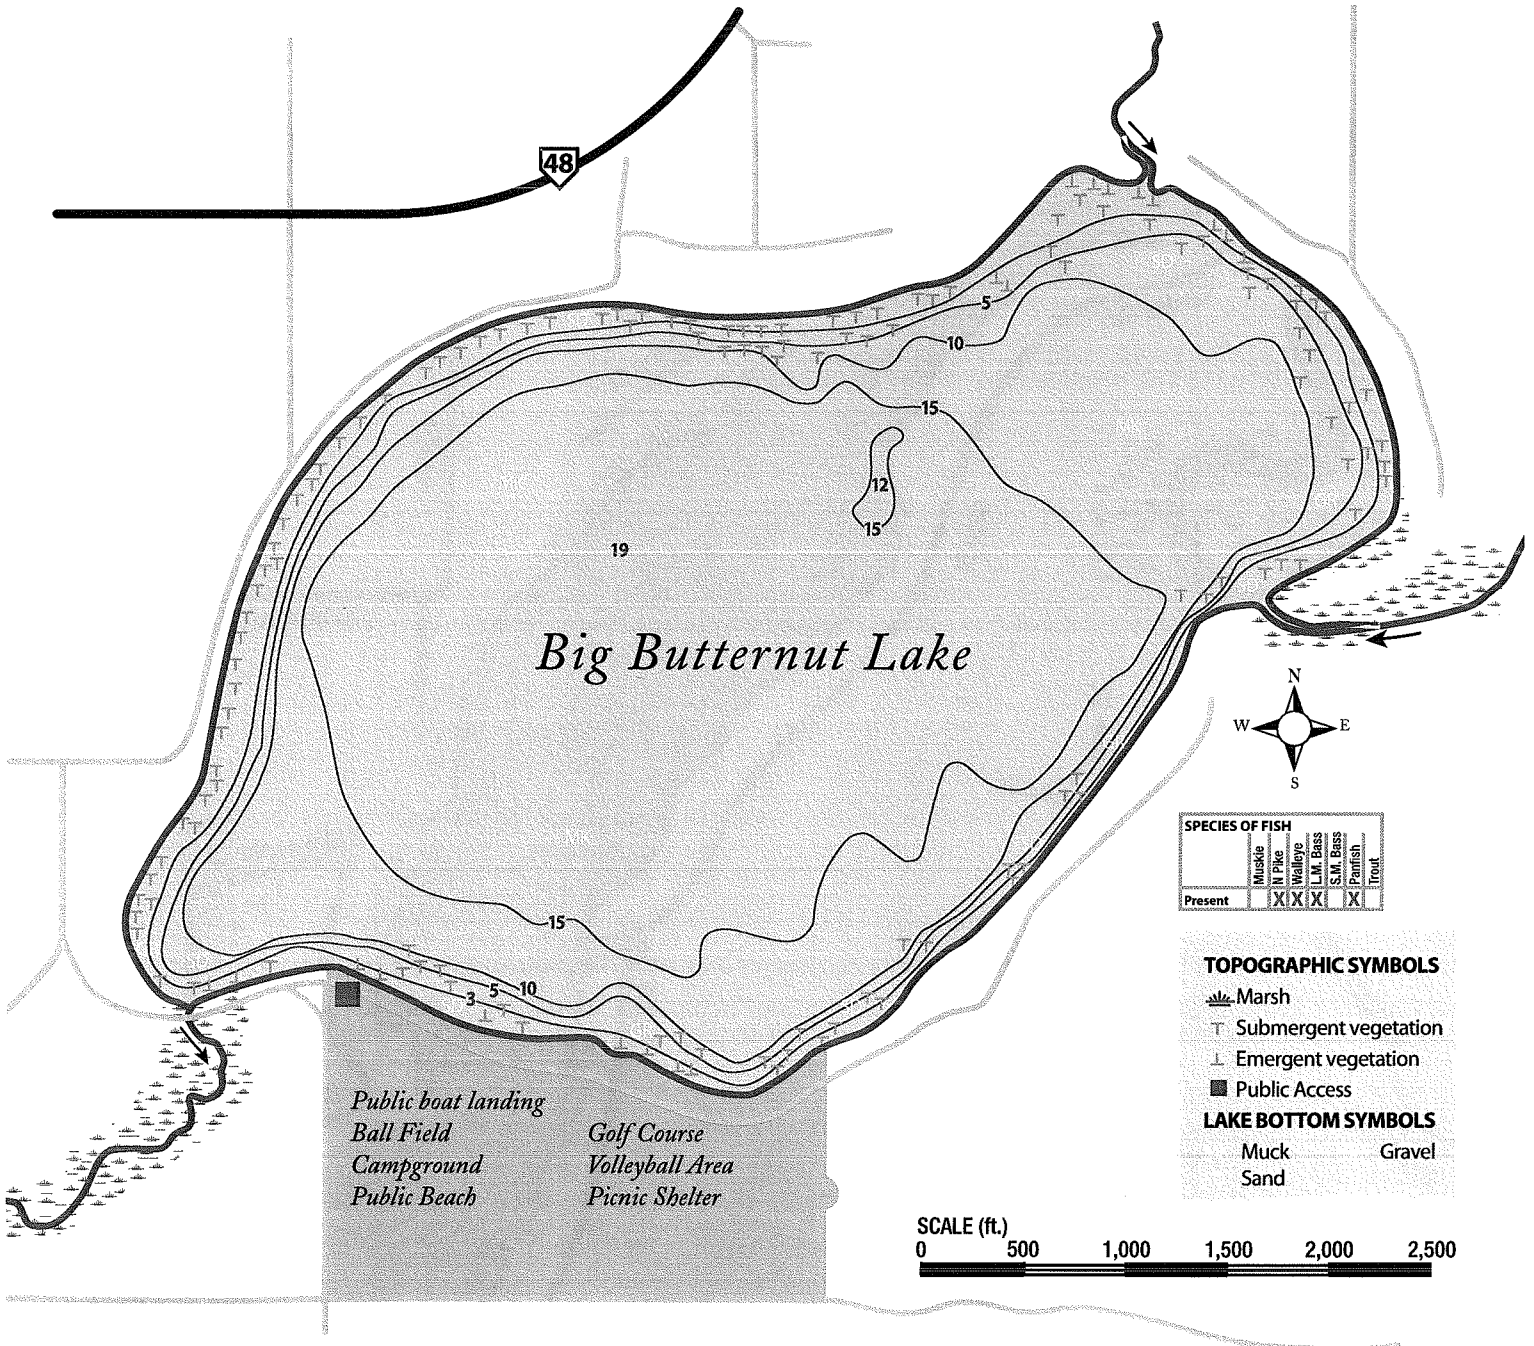 48
5
10
15
12
15
19
Big Butternut Lake
N
W E
S
SPECIES OF FISH
Muskie
N Pike
Walleye
L.M. Bass
S.M. Bass
Panfish
Trout
Present X X X X
15
5 10
3
TOPOGRAPHIC SYMBOLS
Marsh
Submergent vegetation
Emergent vegetation
Public Access
LAKE BOTTOM SYMBOLS
Muck Gravel
Sand
Public boat landing
Ball Field Golf Course
Campground Volleyball Area
Public Beach Picnic Shelter
SCALE (ft.)
0 500 1,000 1,500 2,000 2,500